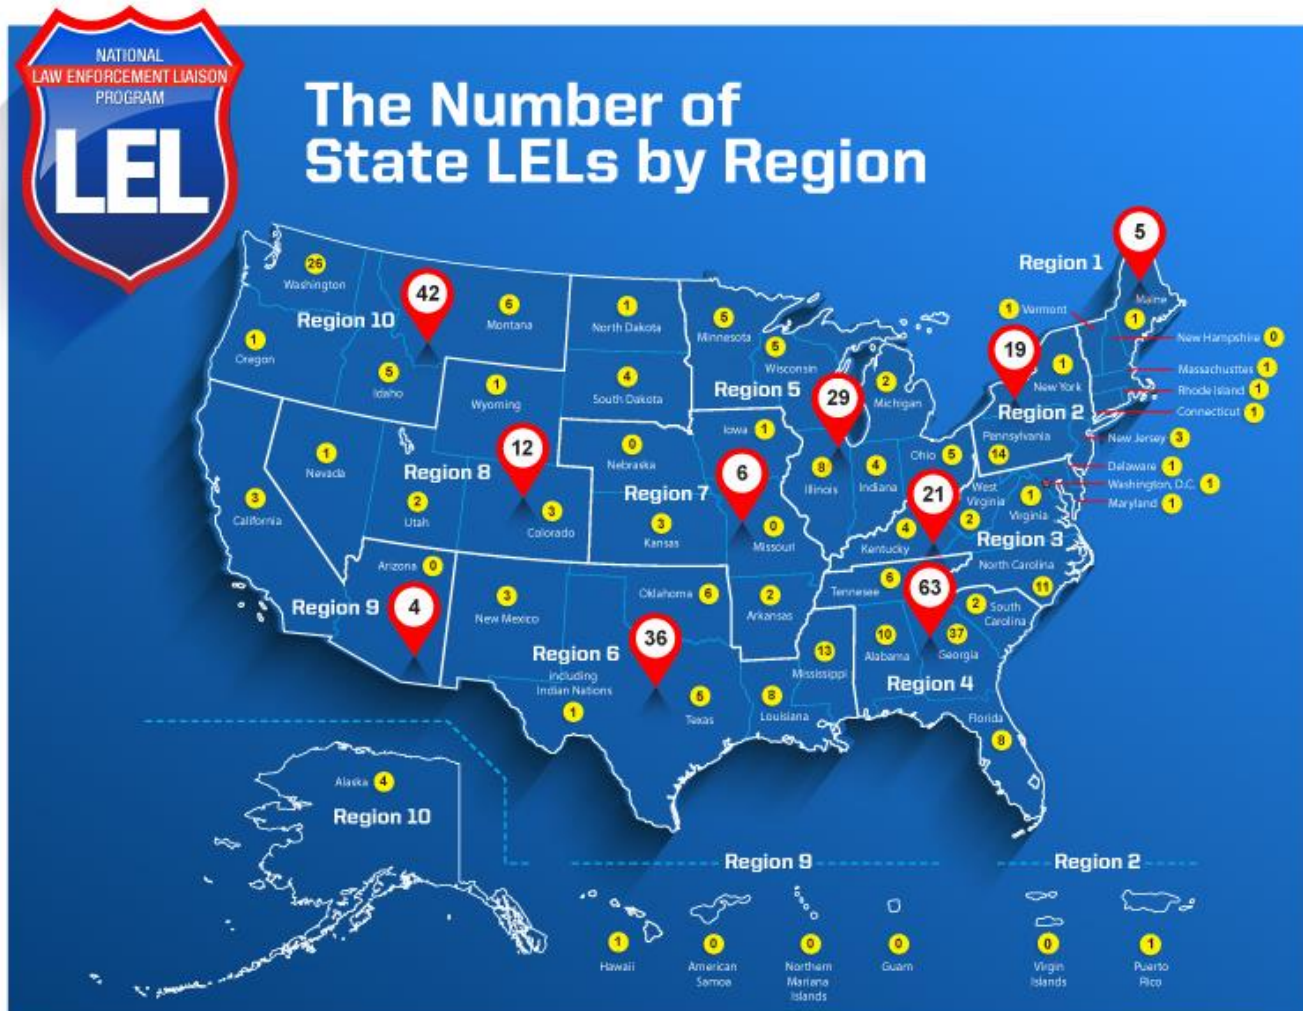 NATIONAL
LAW ENFORCEMENT LIAISON
PROGRAM
LEL
The Number of
State LELs by Region
5
Region 1
Maine
1
1 Vermont
New Hampshire 0
Massachusttes 1
Rhode Island 1
Connecticut 1
19
1
New York
Region 2
Pennsylvania
14
New Jersey 3
Delaware 1
Washington, D.C. 1
Maryland 1
26
Washington
42
Region 10
6
Montana
1
Oregon
5
Idaho
1
North Dakota
4
South Dakota
1
Wyoming
5
Minnesota
5
Wisconsin
Region 5
29
2
Michigan
Iowa 1
0
Nebraska
Region 7
6
3
Kansas
0
Missouri
8
Illinois
4
Indiana
Ohio 5
21
West
Virginia
2
1
Virginia
Region 3
4
Kentucky
North Carolina
11
1
Nevada
3
California
Region 8
12
2
Utah
3
Colorado
Arizona 0
Region 9
4
3
New Mexico
Oklahoma 6
2
Arkansas
Region 6
including
Indian Nations
1
36
5
Texas
8
Louisiana
13
Mississippi
6
Tennesee
63
2
South
Carolina
10
Alabama
37
Georgia
Region 4
Florida
8
Alaska 4
Region 10
Region 9
1
Hawaii
0
American
Samoa
0
Northern
Mariana
Islands
0
Guam
Region 2
0
Virgin
Islands
1
Puerto
Rico